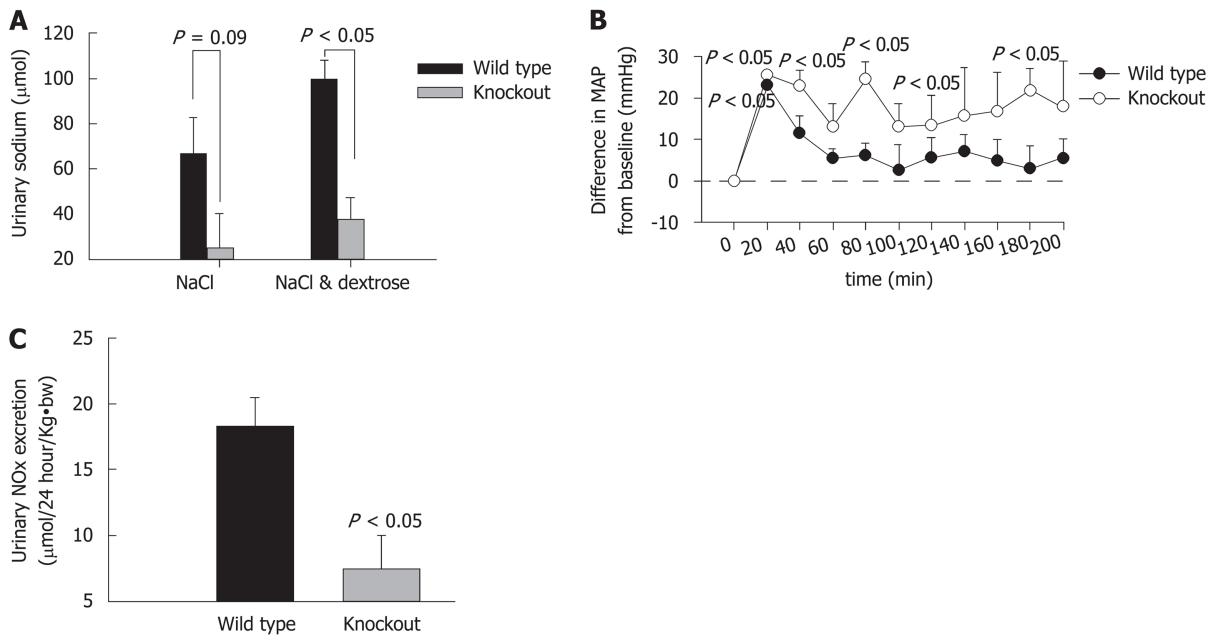 A
Urinary sodium (μmol)
120
100
80
60
40
20
P = 0.09
P < 0.05
NaCl
NaCl & dextrose
Wild type
Knockout
B
Difference in MAP
from baseline (mmHg)
30
20
10
0
-10
P < 0.05
P < 0.05
P < 0.05
P < 0.05
P < 0.05
P < 0.05
0 20 40 60 80 100 120 140 160 180 200
time (min)
Wild type
Knockout
C
Urinary NOx excretion
(μmol/24 hour/Kg•bw)
25
20
15
10
5
P < 0.05
Wild type
Knockout